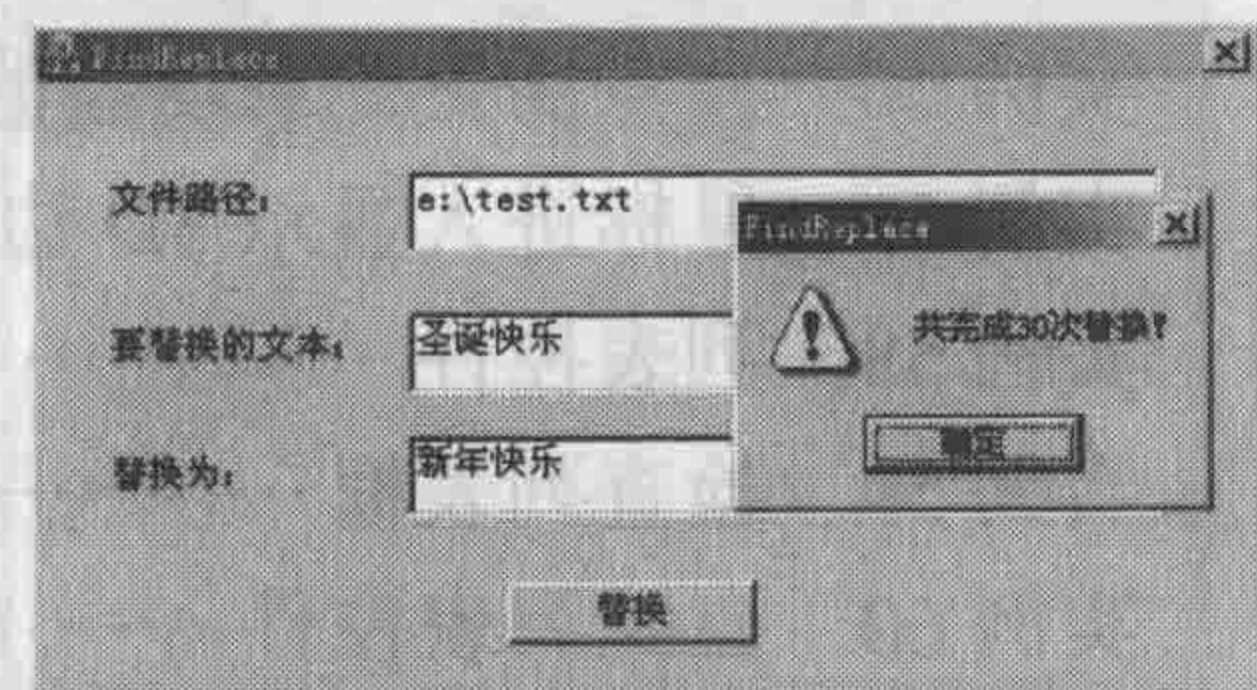 FindReplace
文件路径：
e:\test.txt
FindReplace
共完成30次替换！
确定
要替换的文本：
圣诞快乐
替换为：
新年快乐
替换